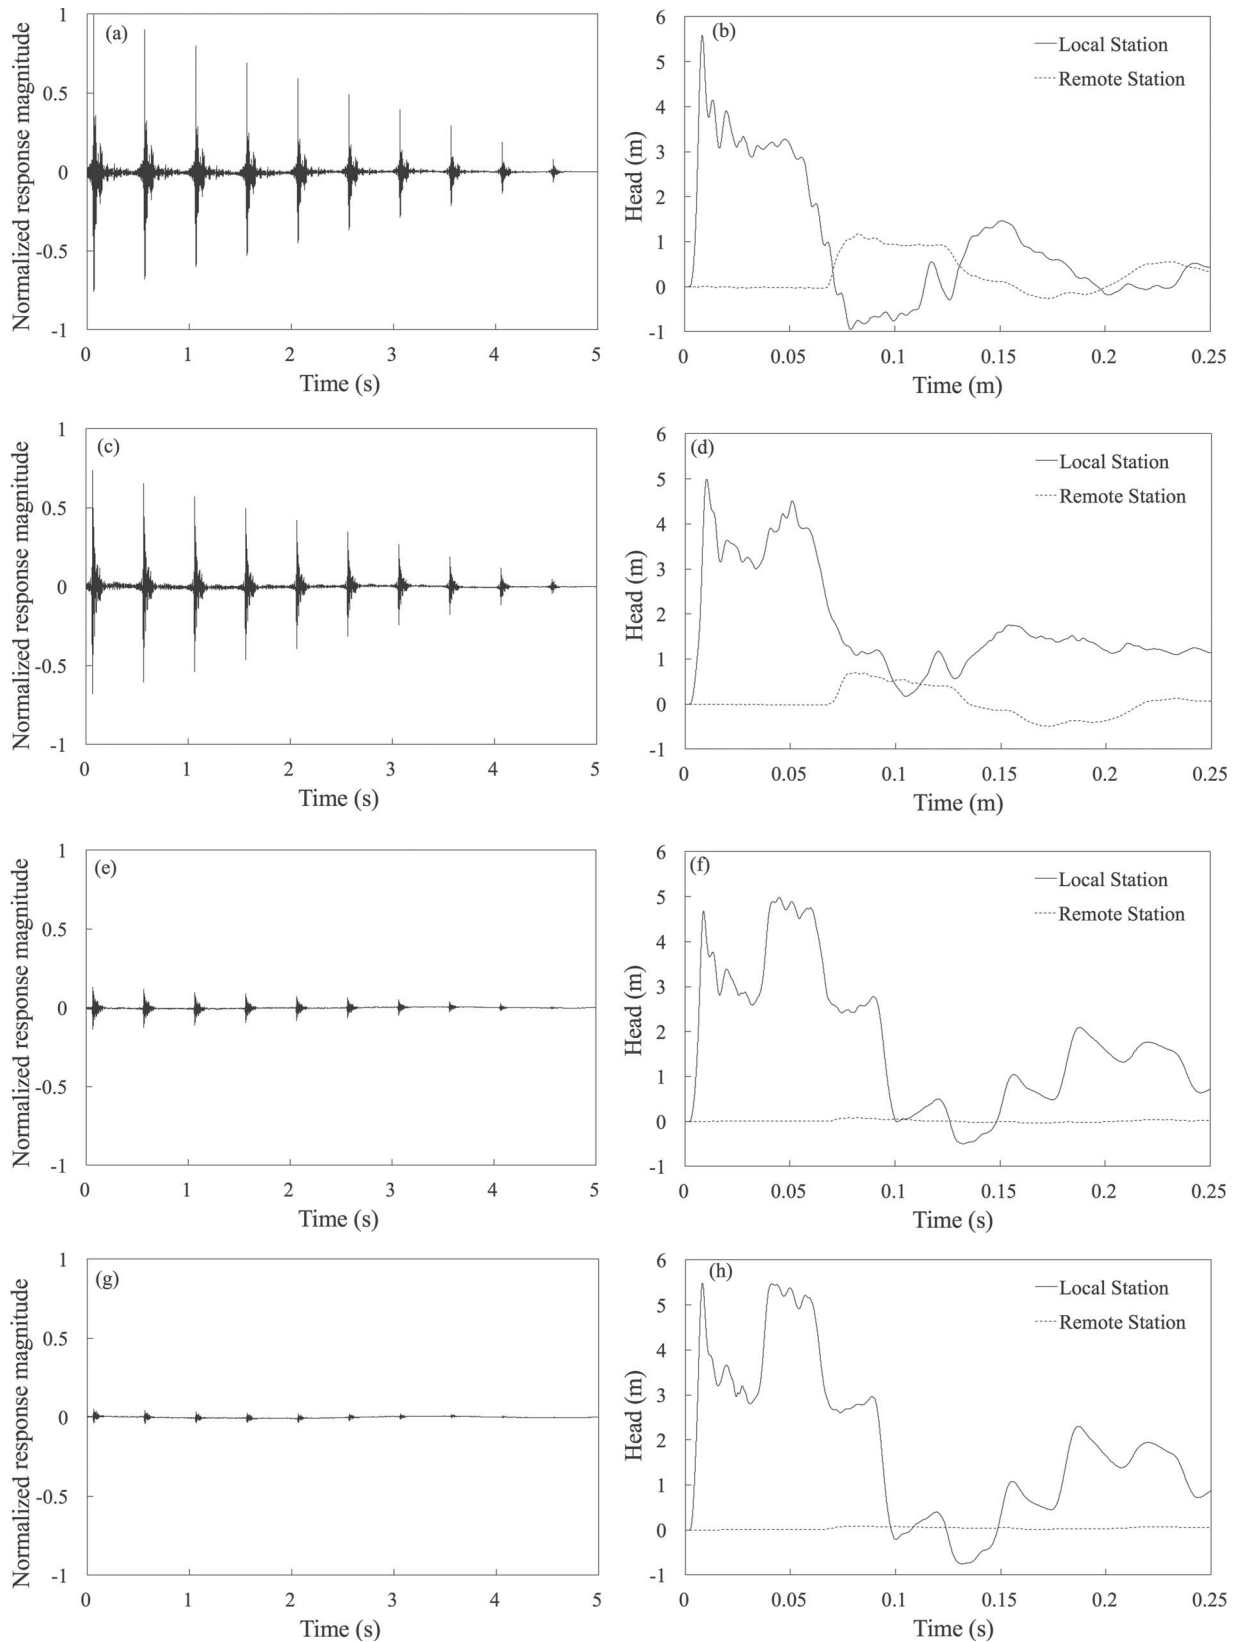 Normalized response magnitude
1
0.5
0
-0.5
-1
(a)
0 1 2 3 4 5
Time (s)
Head (m)
6
5
4
3
2
1
0
-1
(b)
Local Station
Remote Station
0 0.05 0.1 0.15 0.2 0.25
Time (m)
Normalized response magnitude
1
0.5
0
-0.5
-1
(c)
0 1 2 3 4 5
Time (s)
Head (m)
6
5
4
3
2
1
0
-1
(d)
Local Station
Remote Station
0 0.05 0.1 0.15 0.2 0.25
Time (m)
Normalized response magnitude
1
0.5
0
-0.5
-1
(e)
0 1 2 3 4 5
Time (s)
Head (m)
6
5
4
3
2
1
0
-1
(f)
Local Station
Remote Station
0 0.05 0.1 0.15 0.2 0.25
Time (s)
Normalized response magnitude
1
0.5
0
-0.5
-1
(g)
0 1 2 3 4 5
Time (s)
Head (m)
6
5
4
3
2
1
0
-1
(h)
Local Station
Remote Station
0 0.05 0.1 0.15 0.2 0.25
Time (s)